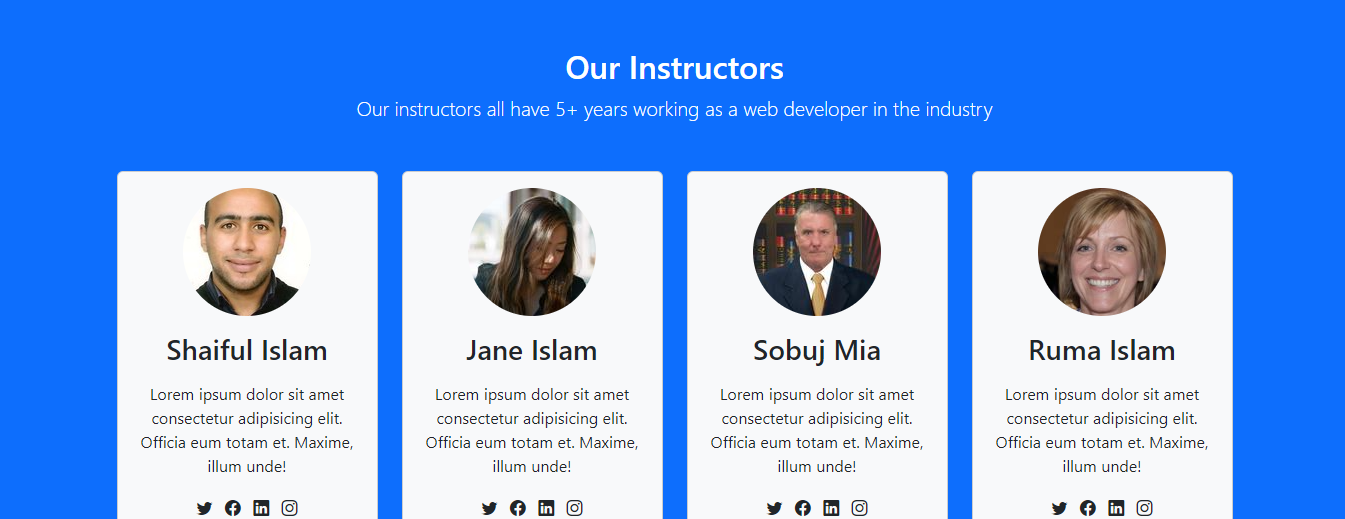 Our Instructors
Our instructors all have 5+ years working as a web developer in the industry
Shaiful Islam
Lorem ipsum dolor sit amet
consectetur adipisicing elit.
Officia eum totam et. Maxime,
illum unde!
Jane Islam
Lorem ipsum dolor sit amet
consectetur adipisicing elit.
Officia eum totam et. Maxime,
illum unde!
Sobuj Mia
Lorem ipsum dolor sit amet
consectetur adipisicing elit.
Officia eum totam et. Maxime,
illum unde!
Ruma Islam
Lorem ipsum dolor sit amet
consectetur adipisicing elit.
Officia eum totam et. Maxime,
illum unde!